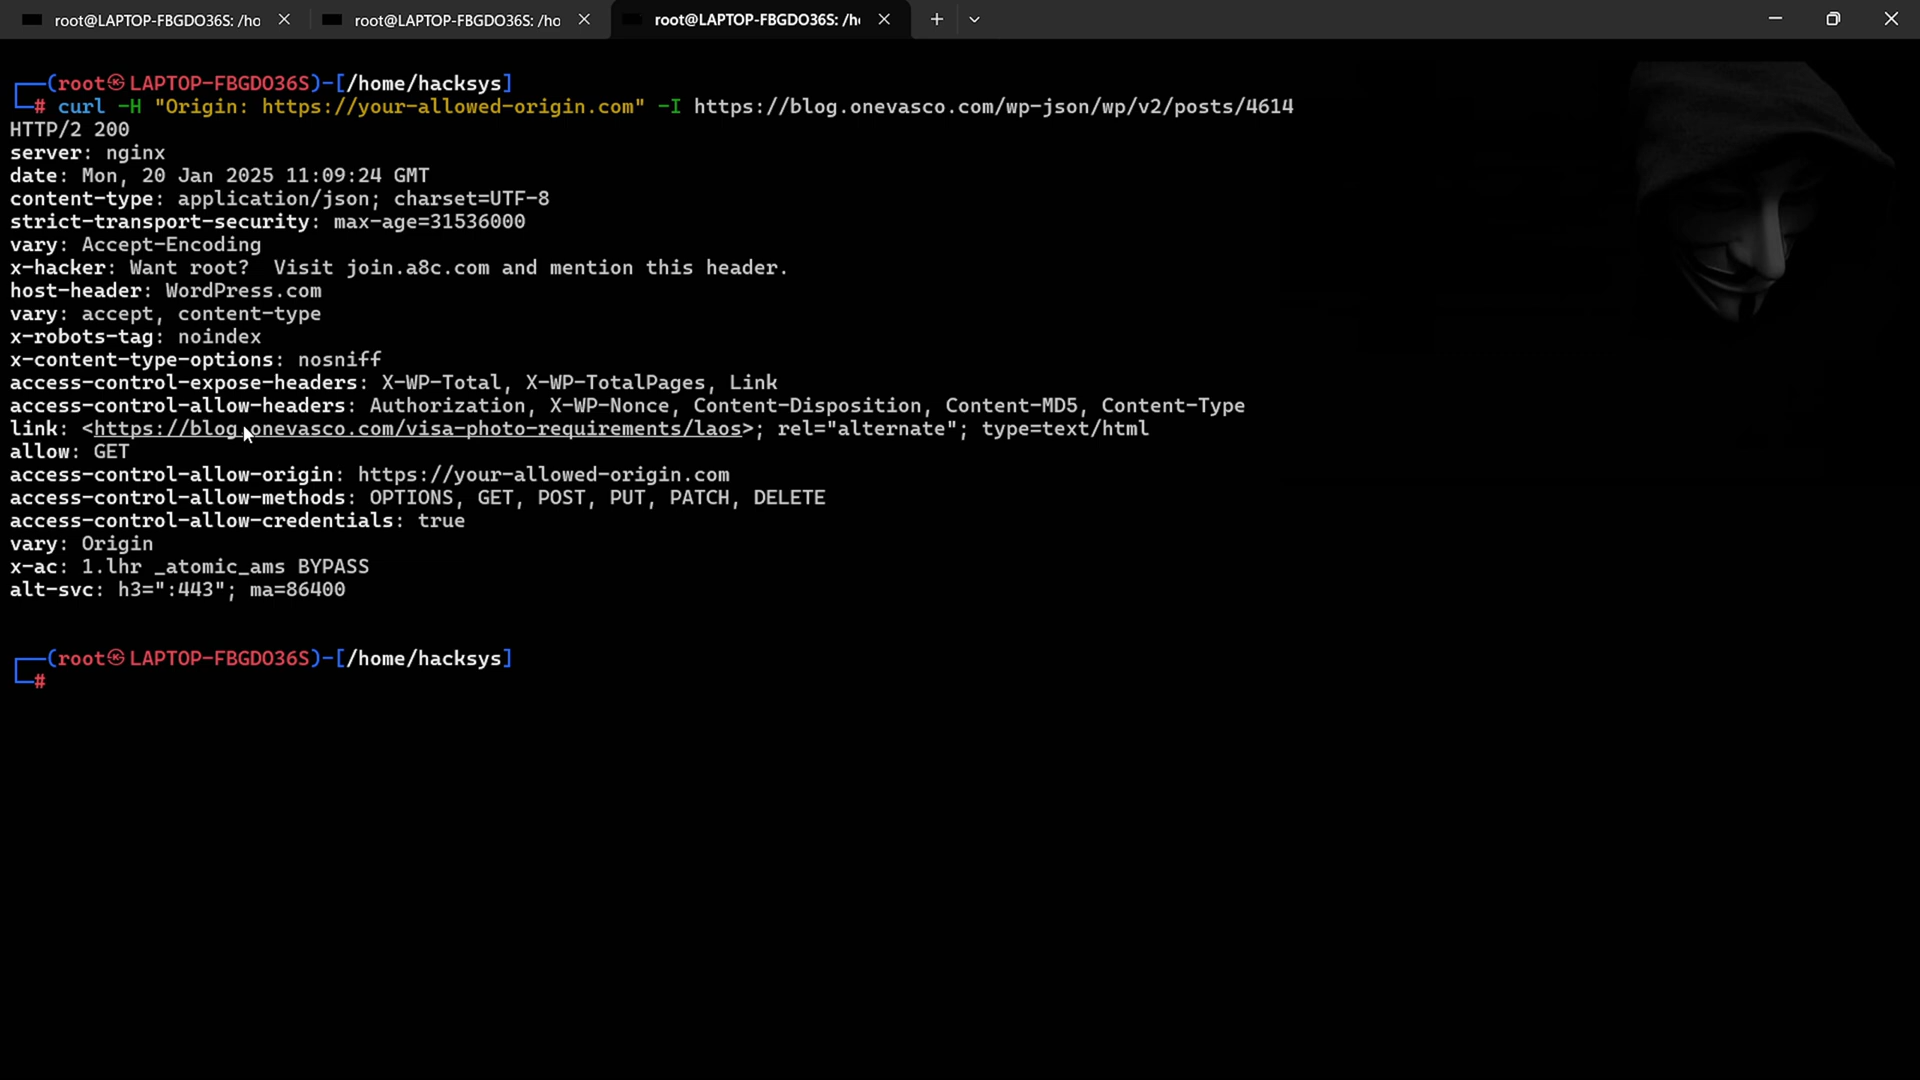 root@LAPTOP-FBGDO36S: /ho
root@LAPTOP-FBGDO36S: /ho
root@LAPTOP-FBGDO36S: /h
(root㉿LAPTOP-FBGDO36S)-[/home/hacksys]
# curl -H "Origin: https://your-allowed-origin.com" -I https://blog.onevasco.com/wp-json/wp/v2/posts/4614
HTTP/2 200
server: nginx
date: Mon, 20 Jan 2025 11:09:24 GMT
content-type: application/json; charset=UTF-8
strict-transport-security: max-age=31536000
vary: Accept-Encoding
x-hacker: Want root?  Visit join.a8c.com and mention this header.
host-header: WordPress.com
vary: accept, content-type
x-robots-tag: noindex
x-content-type-options: nosniff
access-control-expose-headers: X-WP-Total, X-WP-TotalPages, Link
access-control-allow-headers: Authorization, X-WP-Nonce, Content-Disposition, Content-MD5, Content-Type
link: <https://blog.onevasco.com/visa-photo-requirements/laos>; rel="alternate"; type=text/html
allow: GET
access-control-allow-origin: https://your-allowed-origin.com
access-control-allow-methods: OPTIONS, GET, POST, PUT, PATCH, DELETE
access-control-allow-credentials: true
vary: Origin
x-ac: 1.lhr _atomic_ams BYPASS
alt-svc: h3=":443"; ma=86400
(root㉿LAPTOP-FBGDO36S)-[/home/hacksys]
#